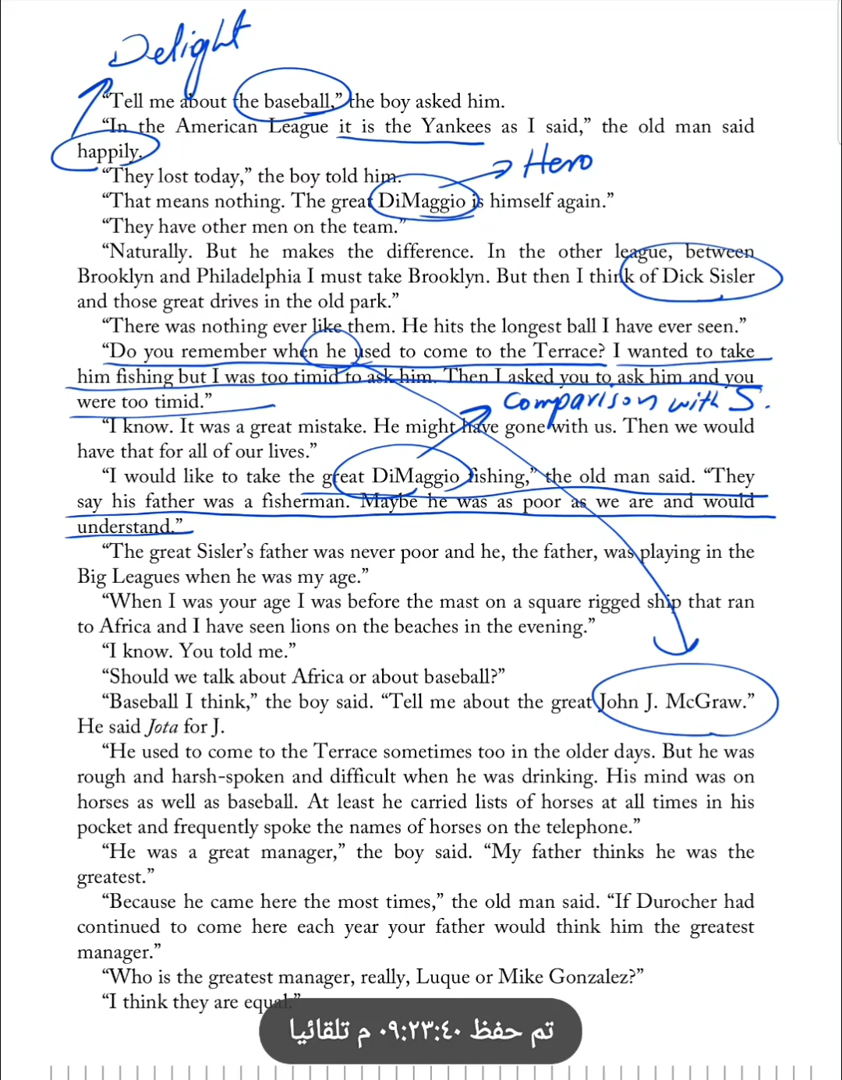 Delight
“Tell me about the baseball,” the boy asked him.
“In the American League it is the Yankees as I said,” the old man said
happily.
Hero
“They lost today,” the boy told him.
“That means nothing. The great DiMaggio is himself again.”
“They have other men on the team.”
“Naturally. But he makes the difference. In the other league, between
Brooklyn and Philadelphia I must take Brooklyn. But then I think of Dick Sisler
and those great drives in the old park.”
“There was nothing ever like them. He hits the longest ball I have ever seen.”
“Do you remember when he used to come to the Terrace? I wanted to take
him fishing but I was too timid to ask him. Then I asked you to ask him and you
were too timid.”
Comparison with S.
“I know. It was a great mistake. He might have gone with us. Then we would
have that for all of our lives.”
“I would like to take the great DiMaggio fishing,” the old man said. “They
say his father was a fisherman. Maybe he was as poor as we are and would
understand.”
“The great Sisler’s father was never poor and he, the father, was playing in the
Big Leagues when he was my age.”
“When I was your age I was before the mast on a square rigged ship that ran
to Africa and I have seen lions on the beaches in the evening.”
“I know. You told me.”
“Should we talk about Africa or about baseball?”
“Baseball I think,” the boy said. “Tell me about the great John J. McGraw.”
He said Jota for J.
“He used to come to the Terrace sometimes too in the older days. But he was
rough and harsh-spoken and difficult when he was drinking. His mind was on
horses as well as baseball. At least he carried lists of horses at all times in his
pocket and frequently spoke the names of horses on the telephone.”
“He was a great manager,” the boy said. “My father thinks he was the
greatest.”
“Because he came here the most times,” the old man said. “If Durocher had
continued to come here each year your father would think him the greatest
manager.”
“Who is the greatest manager, really, Luque or Mike Gonzalez?”
“I think they are equal.”
تم حفظ ٠٩:٢٣:٤٠ م تلقائيا